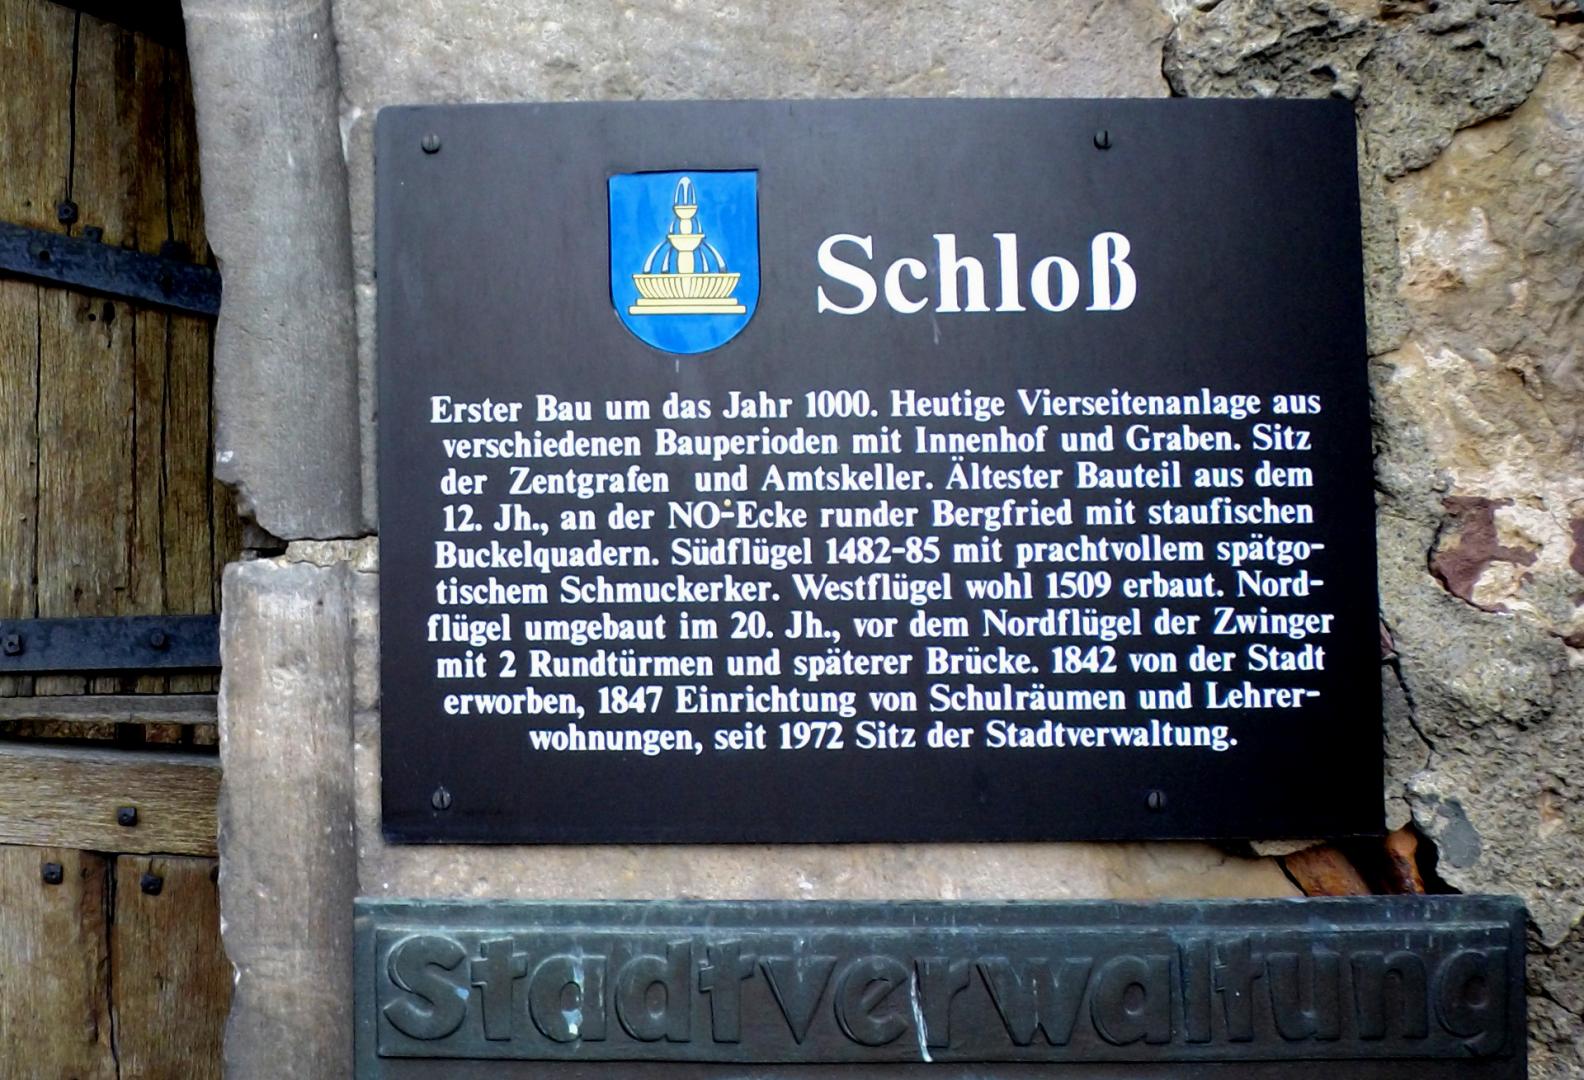 Schloß
Erster Bau um das Jahr 1000. Heutige Vierseitenanlage aus
verschiedenen Bauperioden mit Innenhof und Graben. Sitz
der Zentgrafen und Amtskeller. Ältester Bauteil aus dem
12. Jh., an der NO-Ecke runder Bergfried mit staufischen
Buckelquadern. Südflügel 1482-85 mit prachtvollem spätgo-
tischem Schmuckerker. Westflügel wohl 1509 erbaut. Nord-
flügel umgebaut im 20. Jh., vor dem Nordflügel der Zwinger
mit 2 Rundtürmen und späterer Brücke. 1842 von der Stadt
erworben, 1847 Einrichtung von Schulräumen und Lehrer-
wohnungen, seit 1972 Sitz der Stadtverwaltung.
Stadtverwaltung